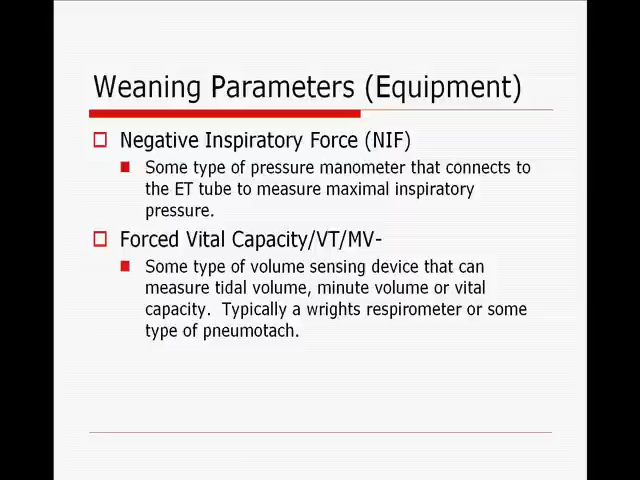 Weaning Parameters (Equipment)
Negative Inspiratory Force (NIF)
Some type of pressure manometer that connects to
the ET tube to measure maximal inspiratory
pressure.
Forced Vital Capacity/VT/MV-
Some type of volume sensing device that can
measure tidal volume, minute volume or vital
capacity. Typically a wrights respirometer or some
type of pneumotach.